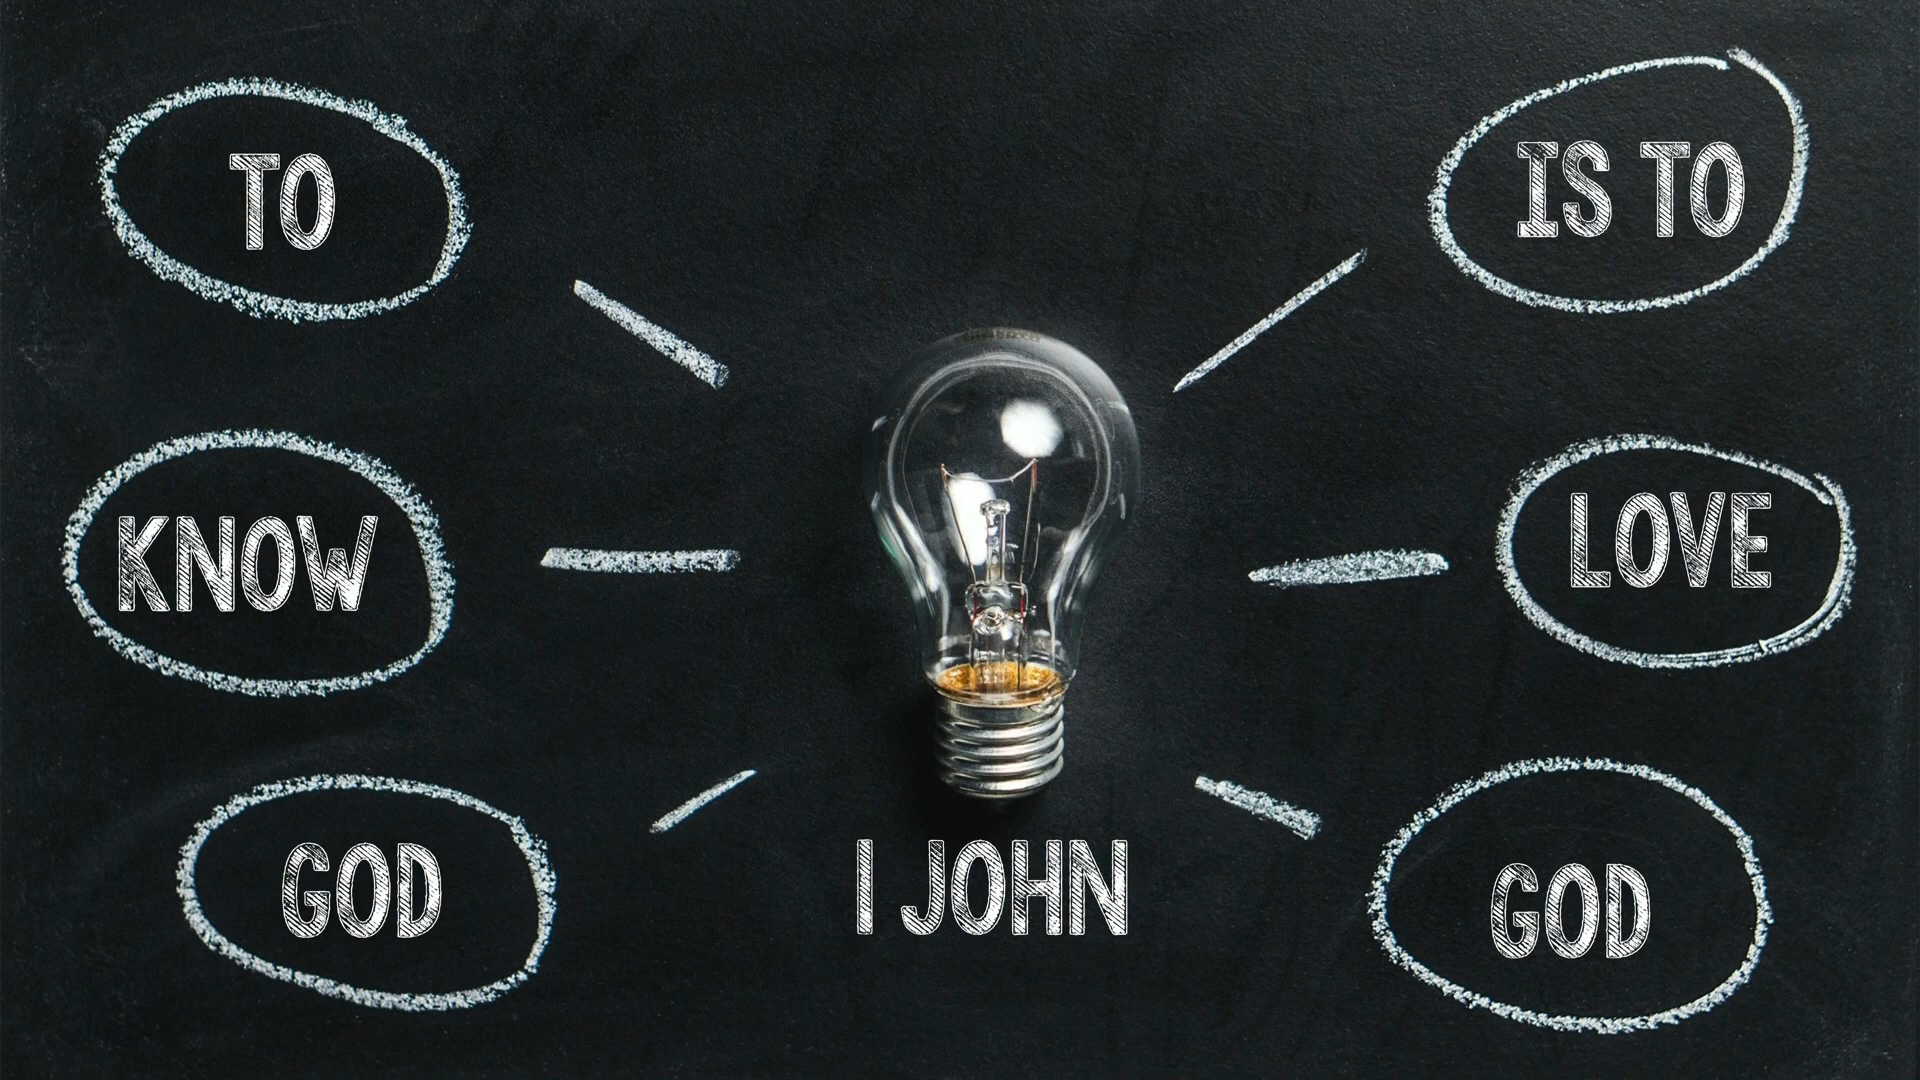 TO
KNOW
GOD
IS TO
LOVE
GOD
I JOHN